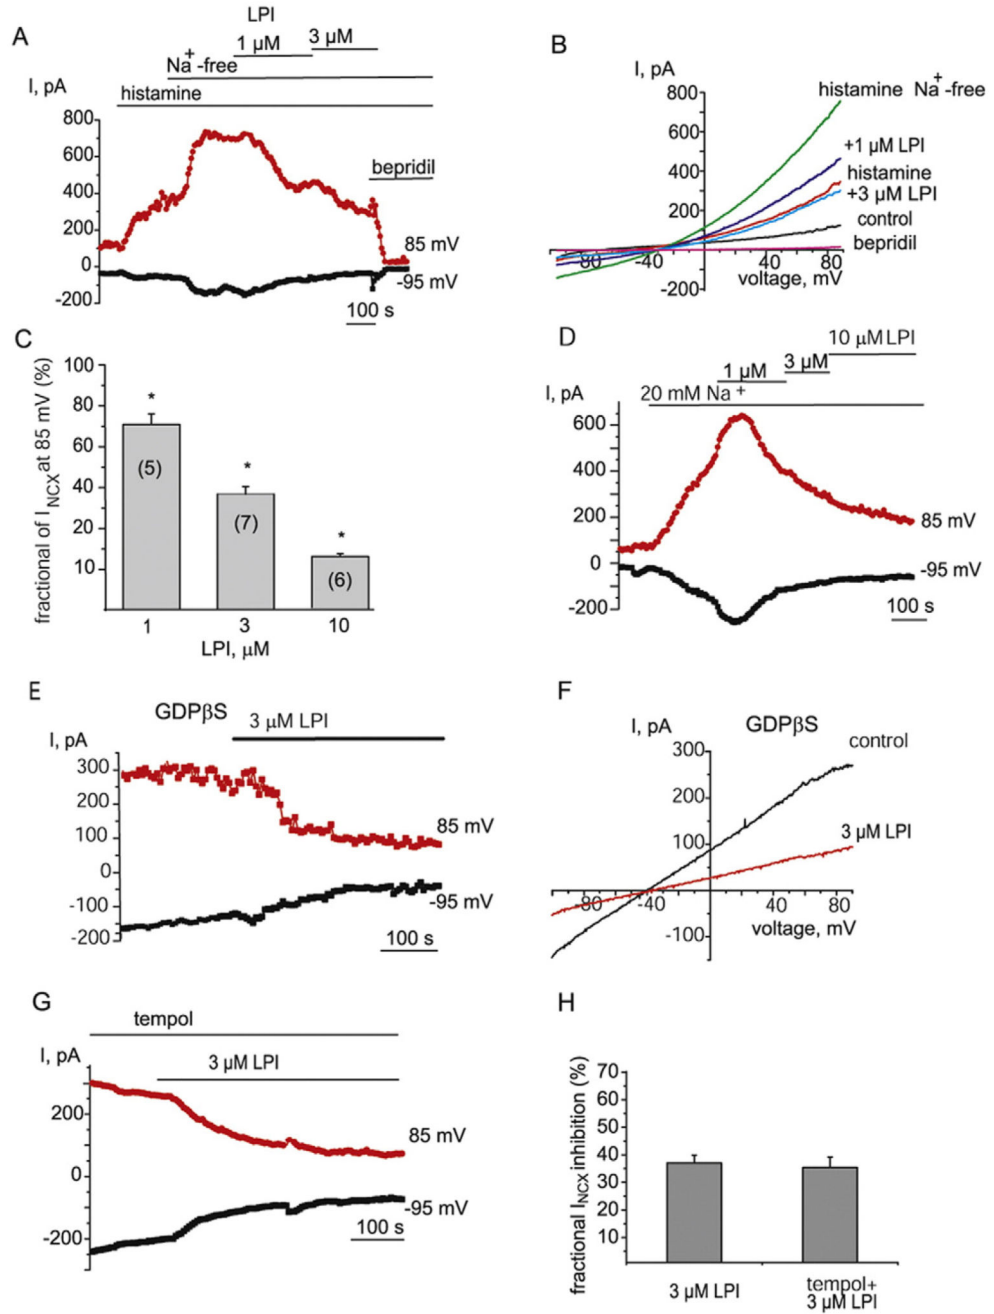 A
LPI
1 µM
3 µM
Na+-free
I, pA
histamine
800
600
400
200
0
-200
bepridil
85 mV
-95 mV
100 s
B
I, pA
800
600
400
200
-200
histamine Na+-free
+1 µM LPI
histamine
+3 µM LPI
control
bepridil
-80
-40
40
80
voltage, mV
C
fractional of INCX at 85 mV (%)
100
80
60
40
20
10
*
*
*
(5)
(7)
(6)
1
3
10
LPI, µM
D
10 µM LPI
3 µM
1 µM
I, pA
20 mM Na+
600
400
200
0
-200
85 mV
-95 mV
100 s
E
GDPβS
3 µM LPI
I, pA
300
200
100
0
-100
-200
85 mV
-95 mV
100 s
F
I, pA
GDPβS
control
300
200
100
-100
3 µM LPI
-80
-40
40
80
voltage, mV
G
tempol
I, pA
3 µM LPI
200
0
-200
85 mV
-95 mV
100 s
H
fractional INCX inhibition (%)
70
60
50
40
30
20
10
3 µM LPI
tempol+
3 µM LPI